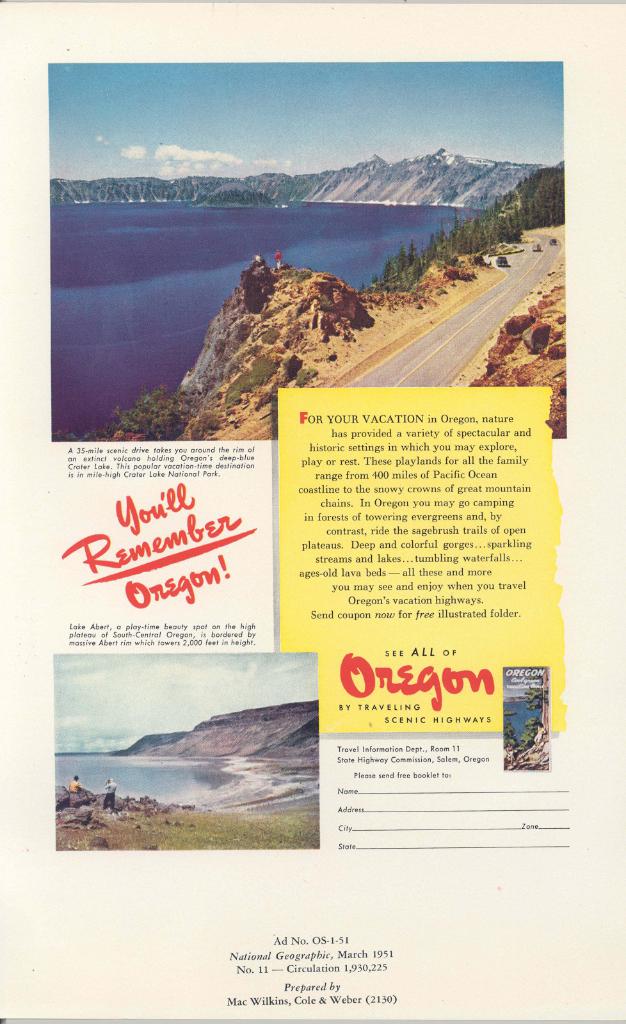 A 35-mile scenic drive takes you around the rim of
an extinct volcano holding Oregon's deep-blue
Crater Lake. This popular vacation-time destination
is in mile-high Crater Lake National Park.
You'll
Remember
Oregon!
Lake Abert, a play-time beauty spot on the high
plateau of South-Central Oregon, is bordered by
massive Abert rim which towers 2,000 feet in height.
FOR YOUR VACATION in Oregon, nature
has provided a variety of spectacular and
historic settings in which you may explore,
play or rest. These playlands for all the family
range from 400 miles of Pacific Ocean
coastline to the snowy crowns of great mountain
chains. In Oregon you may go camping
in forests of towering evergreens and, by
contrast, ride the sagebrush trails of open
plateaus. Deep and colorful gorges...sparkling
streams and lakes...tumbling waterfalls...
ages-old lava beds — all these and more
you may see and enjoy when you travel
Oregon's vacation highways.
Send coupon now for free illustrated folder.
SEE ALL OF
Oregon
BY TRAVELING
SCENIC HIGHWAYS
OREGON
Travel Information Dept., Room 11
State Highway Commission, Salem, Oregon
Please send free booklet to:
Name
Address
City Zone
State
Ad No. OS-1-51
National Geographic, March 1951
No. 11 — Circulation 1,930,225
Prepared by
Mac Wilkins, Cole & Weber (2130)